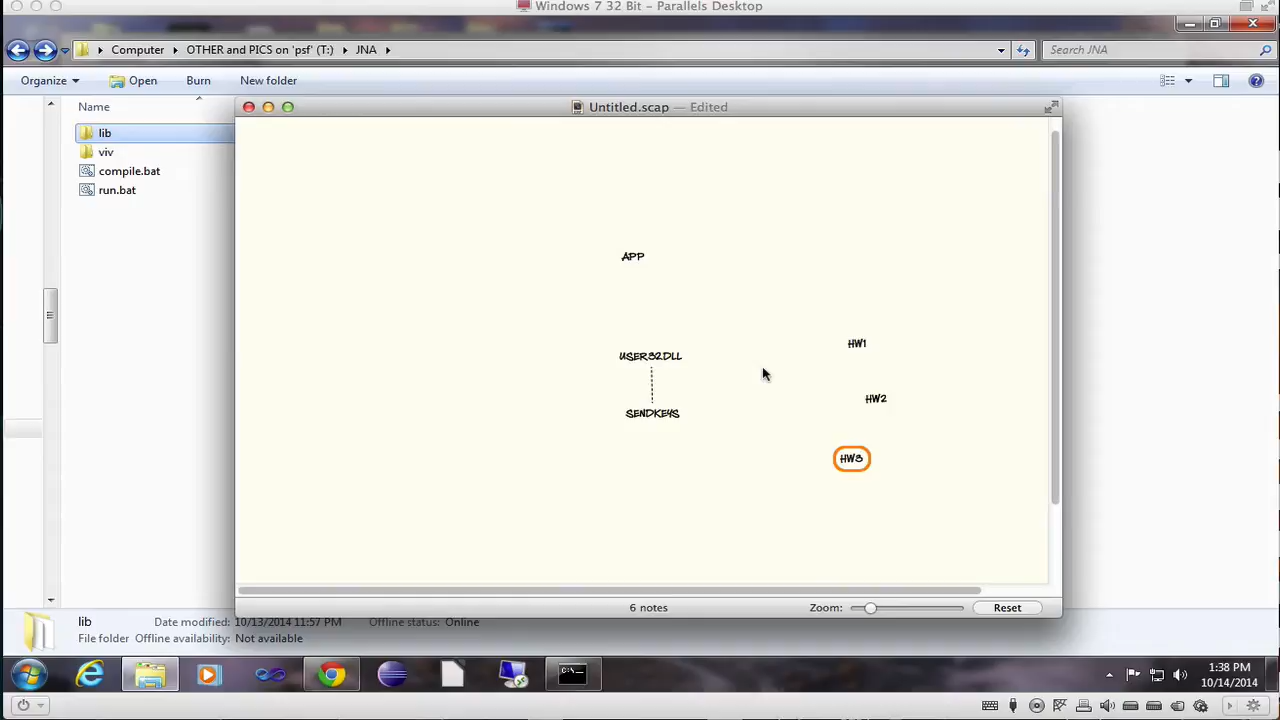 Windows 7 32 Bit - Parallels Desktop
Computer
OTHER and PICS on 'psf' (T:)
JNA
Search JNA
Organize
Open
Burn
New folder
Name
lib
viv
compile.bat
run.bat
Untitled.scap — Edited
APP
USER32DLL
SENDKEYS
HW1
HW2
HW3
6 notes
Zoom:
Reset
lib
Date modified: 10/13/2014 11:57 PM
Offline status: Online
File folder
Offline availability: Not available
C:\
1:38 PM
10/14/2014